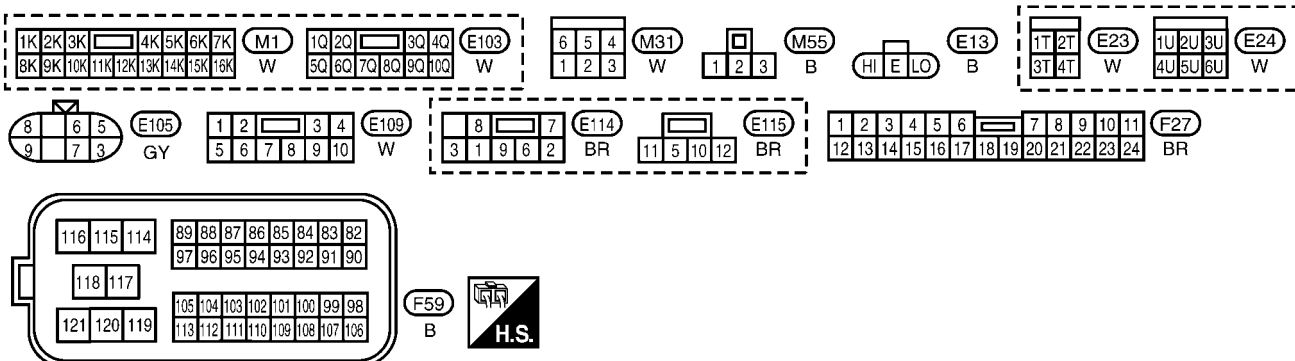 1K 2K 3K 4K 5K 6K 7K M1
8K 9K 10K 11K 12K 13K 14K 15K 16K W
1Q 2Q 3Q 4Q E103
5Q 6Q 7Q 8Q 9Q 10Q W
6 5 4 M31
1 2 3 W
M55
1 2 3 B
E13
HI E LO B
1T 2T E23
3T 4T W
1U 2U 3U E24
4U 5U 6U W
8 6 5 E105
9 7 3 GY
1 2 3 4 E109
5 6 7 8 9 10 W
8 7 E114
3 1 9 6 2 BR
E115
11 5 10 12 BR
1 2 3 4 5 6 7 8 9 10 11 F27
12 13 14 15 16 17 18 19 20 21 22 23 24 BR
116 115 114
118 117
121 120 119
89 88 87 86 85 84 83 82
97 96 95 94 93 92 91 90
105 104 103 102 101 100 99 98
113 112 111 110 109 108 107 106
F59
B
H.S.